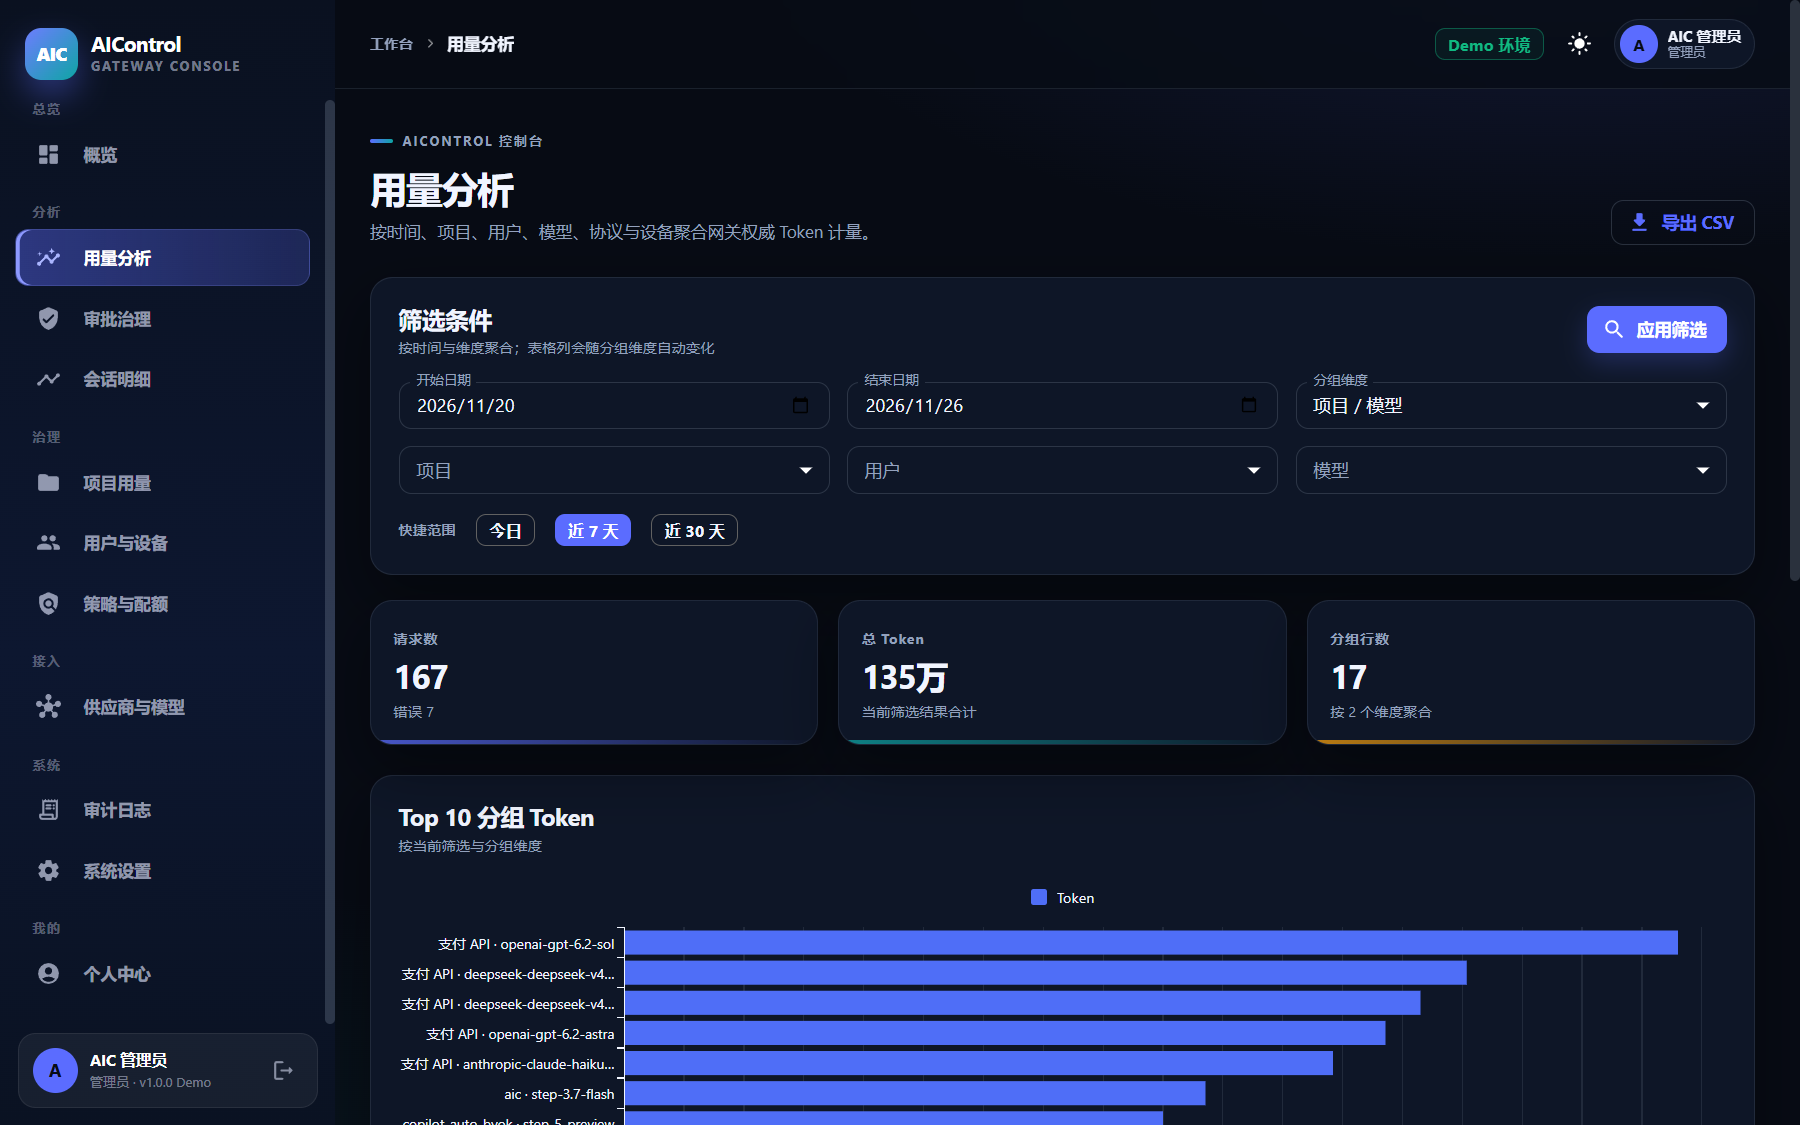 AIC
AIControl
GATEWAY CONSOLE
总览
概览
分析
用量分析
审批治理
会话明细
治理
项目用量
用户与设备
策略与配额
接入
供应商与模型
系统
审计日志
系统设置
我的
个人中心
A
AIC 管理员
管理员 · v1.0.0 Demo
工作台 › 用量分析
Demo 环境
A
AIC 管理员
管理员
AICONTROL 控制台
用量分析
按时间、项目、用户、模型、协议与设备聚合网关权威 Token 计量。
导出 CSV
筛选条件
按时间与维度聚合；表格列会随分组维度自动变化
应用筛选
开始日期
2026/11/20
结束日期
2026/11/26
分组维度
项目 / 模型
项目
用户
模型
快捷范围
今日
近 7 天
近 30 天
请求数
167
错误 7
总 Token
135万
当前筛选结果合计
分组行数
17
按 2 个维度聚合
Top 10 分组 Token
按当前筛选与分组维度
Token
支付 API · openai-gpt-6.2-sol
支付 API · deepseek-deepseek-v4...
支付 API · deepseek-deepseek-v4...
支付 API · openai-gpt-6.2-astra
支付 API · anthropic-claude-haiku...
aic · step-3.7-flash
copilot-auto-byok · step-5-preview